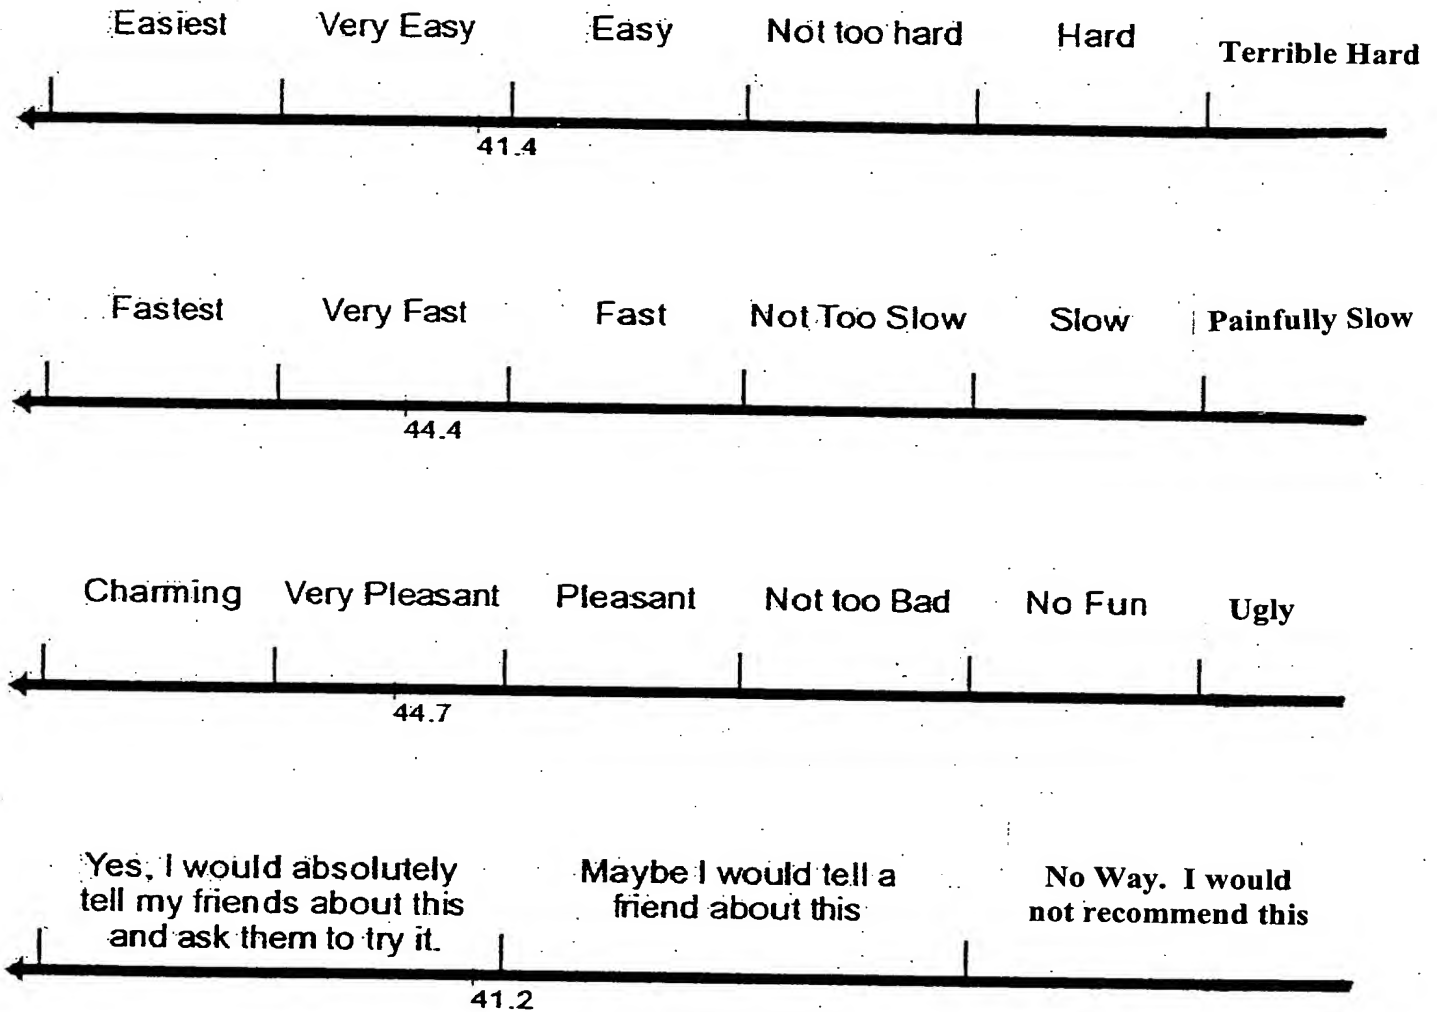 Easiest Very Easy Easy Not too hard Hard Terrible Hard
41.4
Fastest Very Fast Fast Not Too Slow Slow Painfully Slow
44.4
Charming Very Pleasant Pleasant Not too Bad No Fun Ugly
44.7
Yes, I would absolutely
tell my friends about this
and ask them to try it.
Maybe I would tell a
friend about this
No Way. I would
not recommend this
41.2